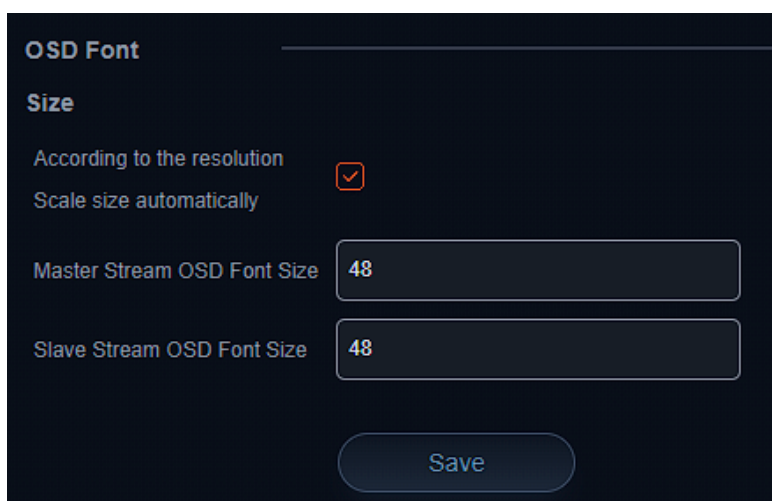 OSD Font
Size
According to the resolution
Scale size automatically
Master Stream OSD Font Size 48
Slave Stream OSD Font Size 48
Save